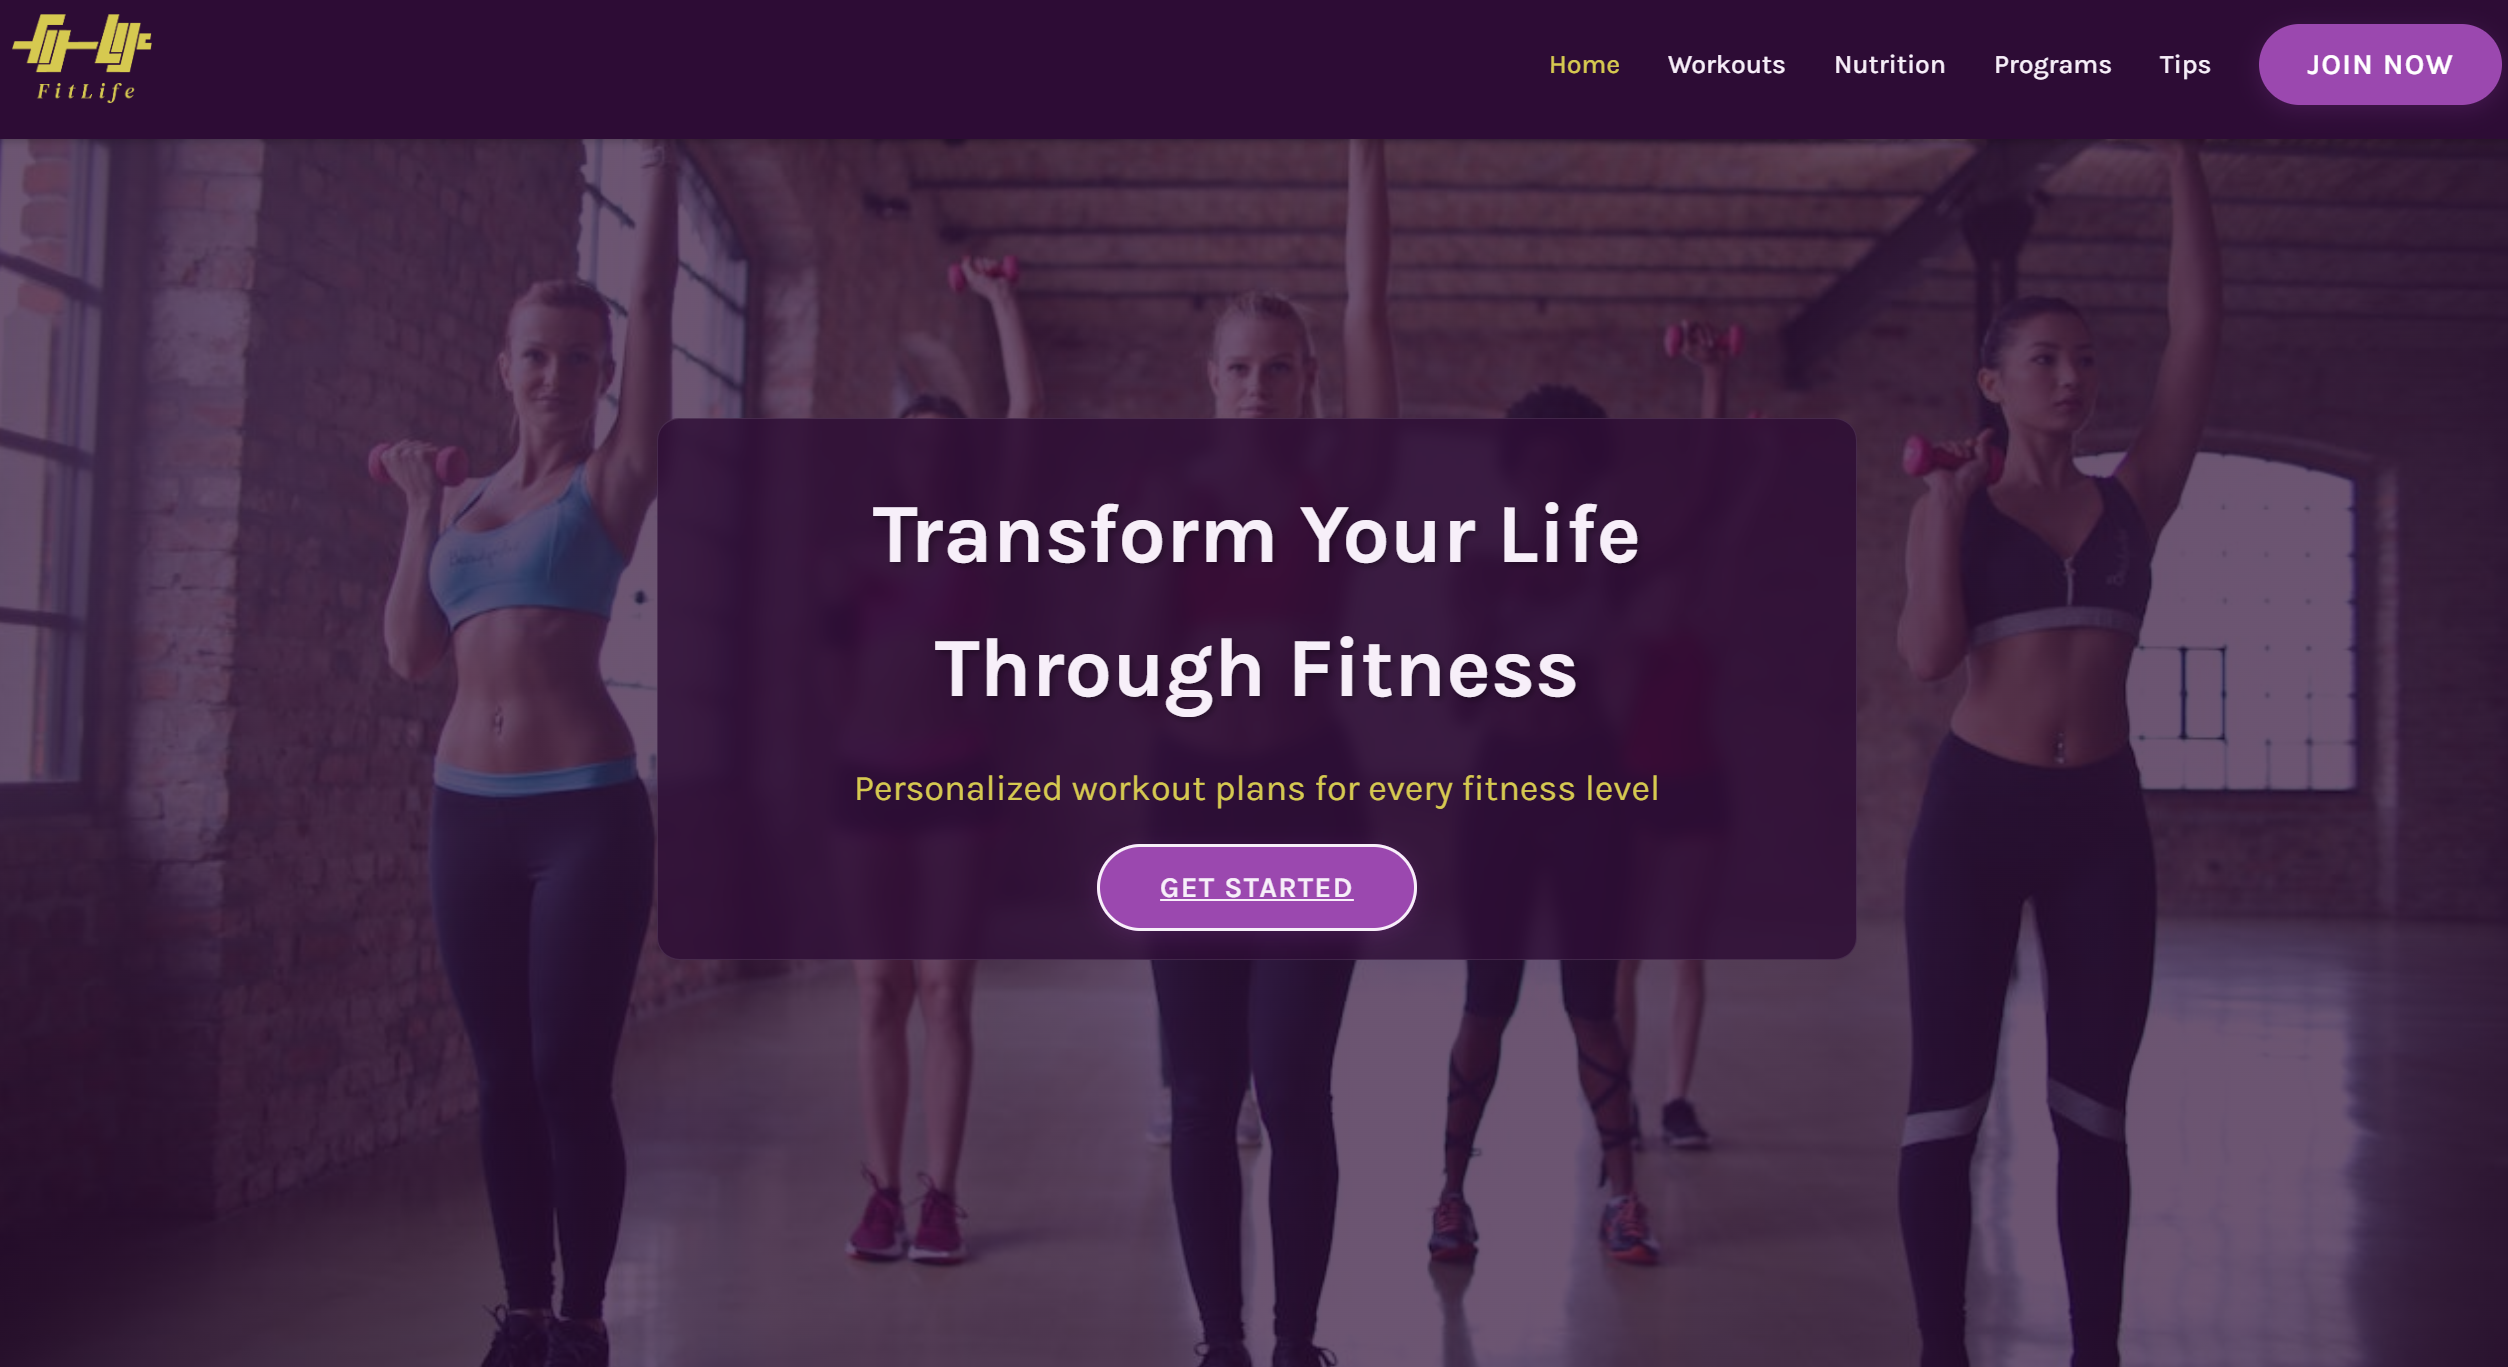 FitLife
Home
Workouts
Nutrition
Programs
Tips
JOIN NOW
Transform Your Life
Through Fitness
Personalized workout plans for every fitness level
GET STARTED